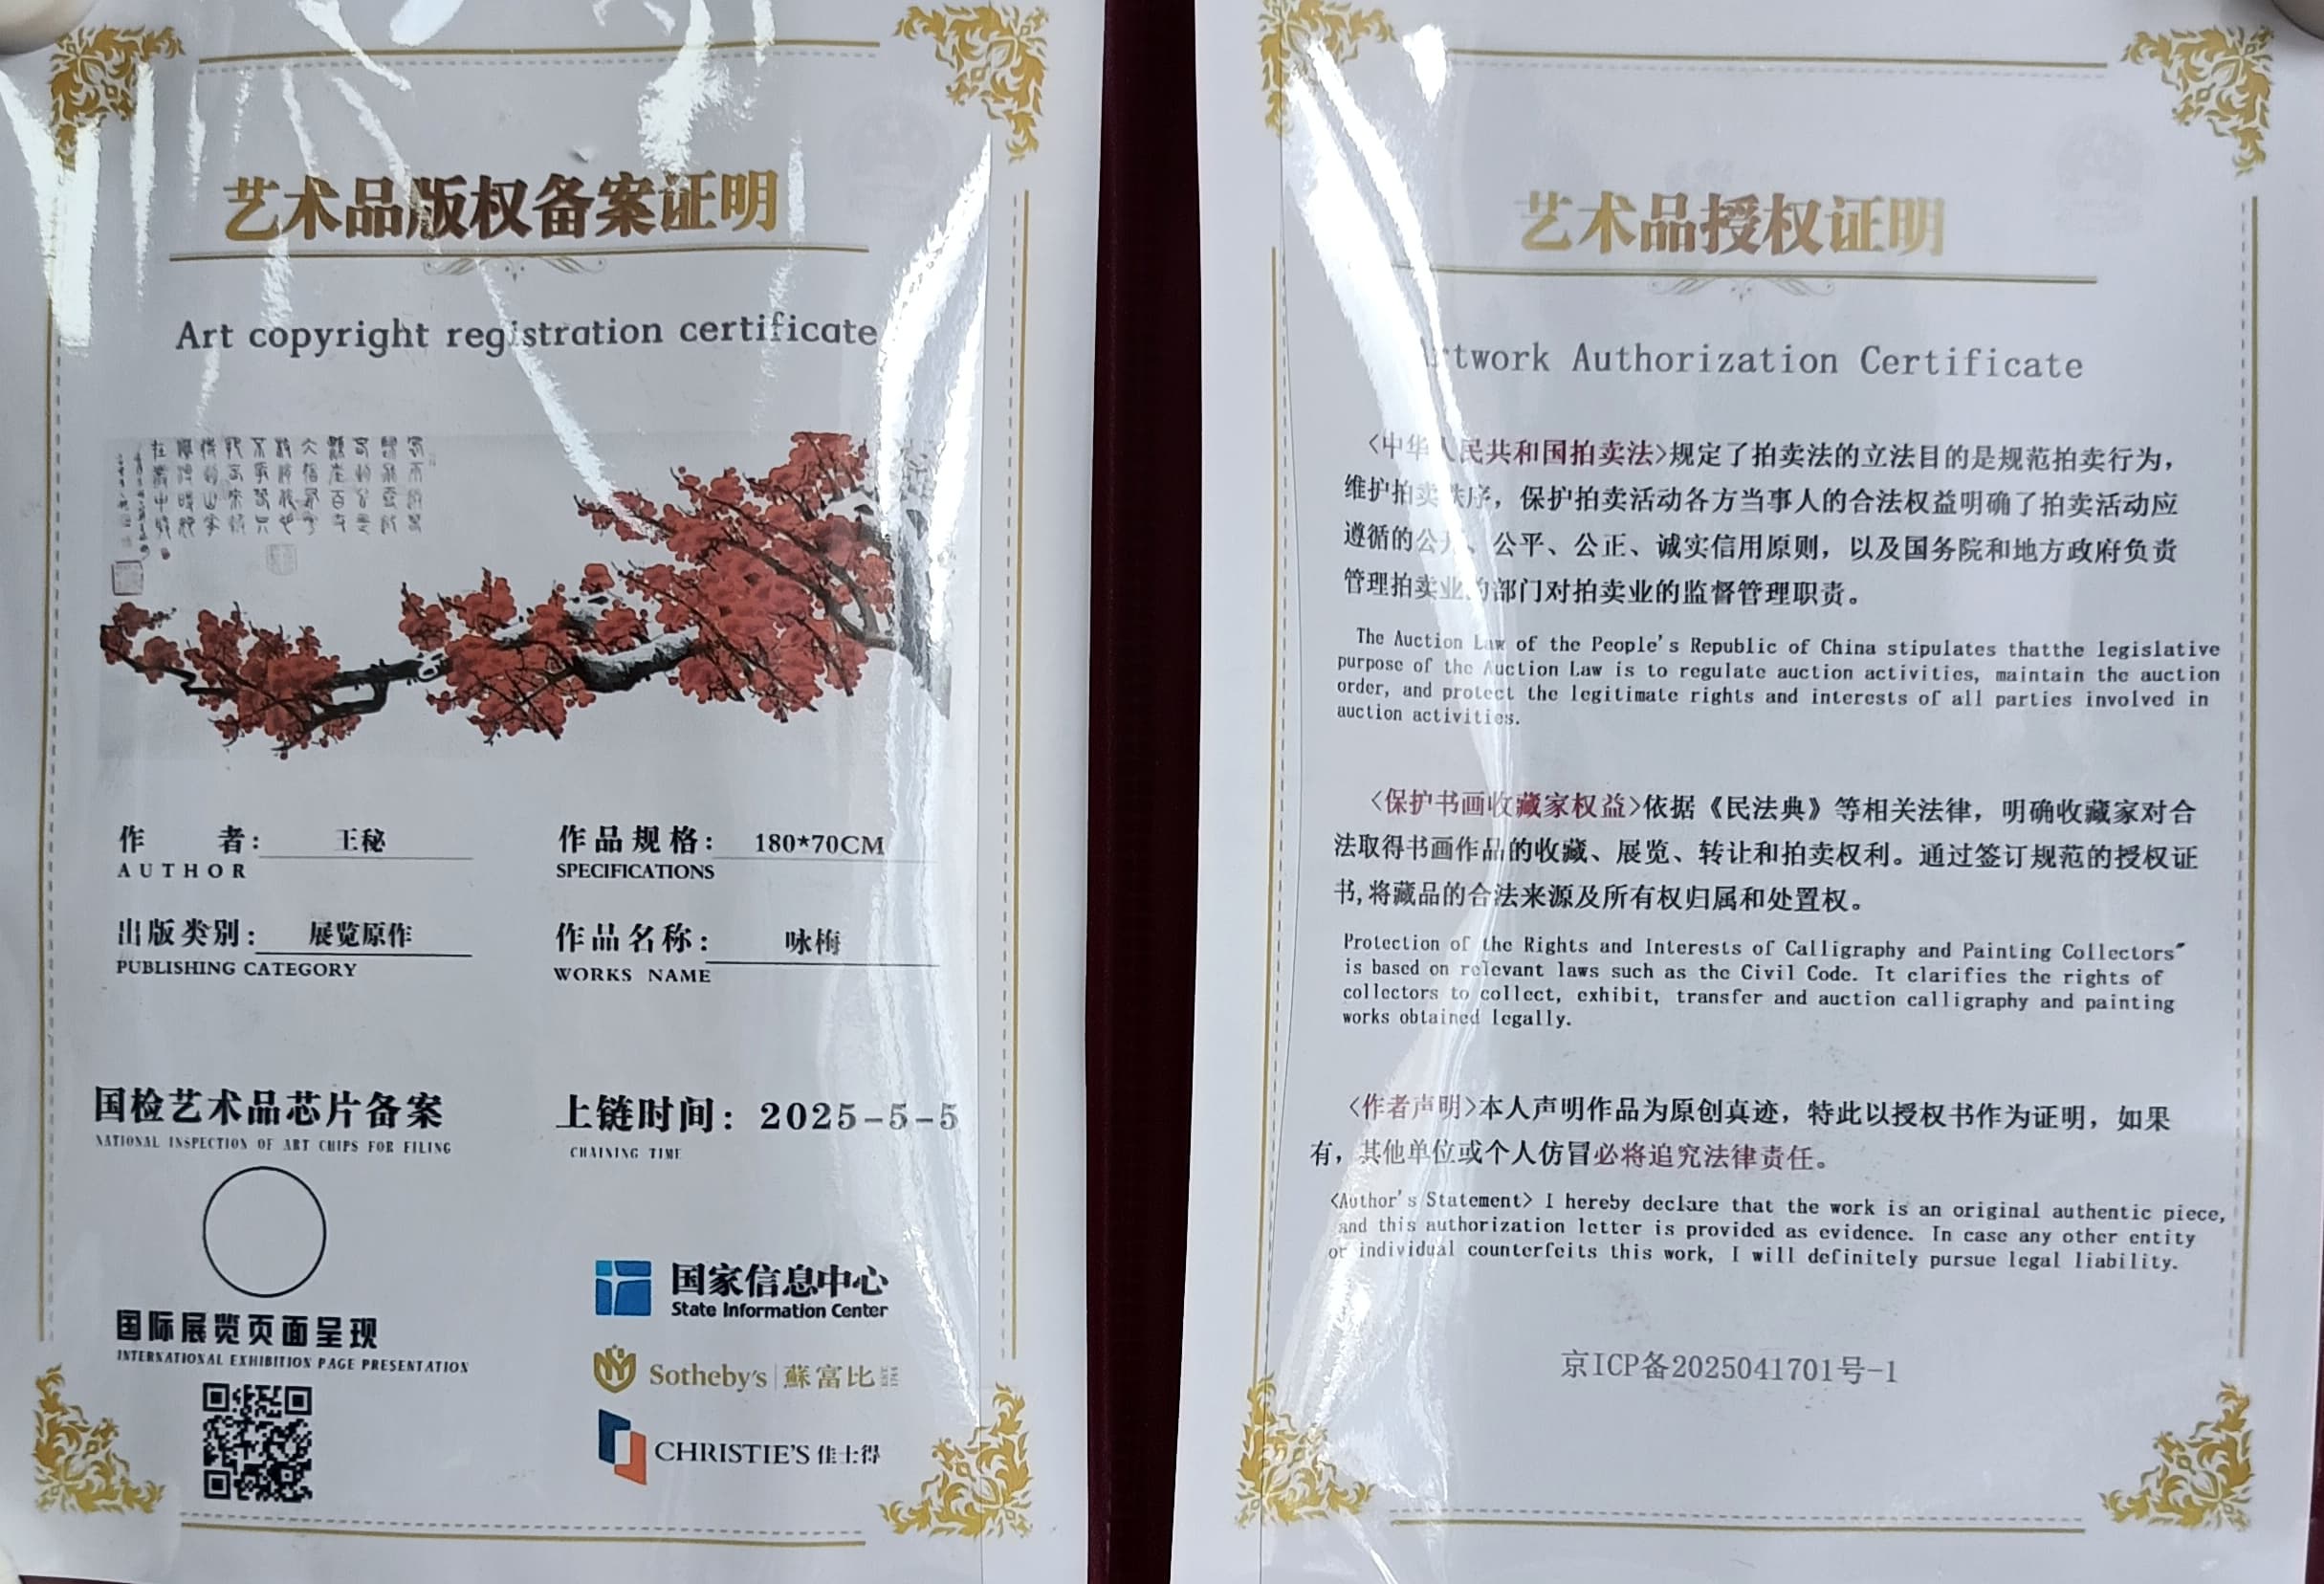 艺术品版权备案证明
Art copyright registration certificate
作 者: 王秘
AUTHOR
作品规格: 180*70CM
SPECIFICATIONS
出版类别: 展览原作
PUBLISHING CATEGORY
作品名称: 咏梅
WORKS NAME
国检艺术品芯片备案
NATIONAL INSPECTION OF ART CHIPS FOR FILING
上链时间: 2025-5-5
CHAINING TIME
国际展览页面呈现
INTERNATIONAL EXHIBITION PAGE PRESENTATION
国家信息中心
State Information Center
Sotheby's 蘇富比
CHRISTIE'S 佳士得
艺术品授权证明
Artwork Authorization Certificate
<中华人民共和国拍卖法>规定了拍卖法的立法目的是规范拍卖行为,
维护拍卖秩序, 保护拍卖活动各方当事人的合法权益明确了拍卖活动应
遵循的公开、公平、公正、诚实信用原则, 以及国务院和地方政府负责
管理拍卖业的部门对拍卖业的监督管理职责。
The Auction Law of the People's Republic of China stipulates thatthe legislative
purpose of the Auction Law is to regulate auction activities, maintain the auction
order, and protect the legitimate rights and interests of all parties involved in
auction activities.
<保护书画收藏家权益>依据《民法典》等相关法律, 明确收藏家对合
法取得书画作品的收藏、展览、转让和拍卖权利。通过签订规范的授权证
书,将藏品的合法来源及所有权归属和处置权。
Protection of the Rights and Interests of Calligraphy and Painting Collectors"
is based on relevant laws such as the Civil Code. It clarifies the rights of
collectors to collect, exhibit, transfer and auction calligraphy and painting
works obtained legally.
<作者声明>本人声明作品为原创真迹, 特此以授权书作为证明, 如果
有, 其他单位或个人仿冒必将追究法律责任。
<Author's Statement> I hereby declare that the work is an original authentic piece,
and this authorization letter is provided as evidence. In case any other entity
or individual counterfeits this work, I will definitely pursue legal liability.
京ICP备2025041701号-1